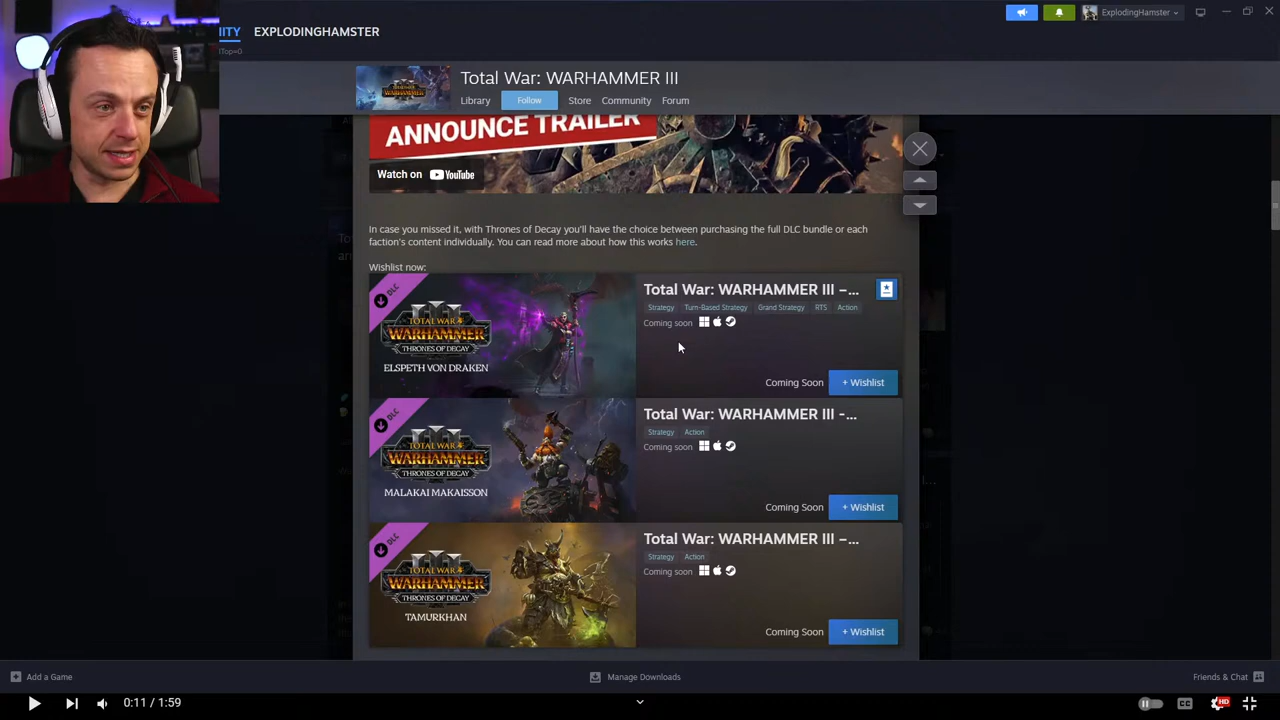 ITY EXPLODINGHAMSTER
ExplodingHamster
Total War: WARHAMMER III
Library Follow Store Community Forum
ANNOUNCE TRAILER
Watch on YouTube
In case you missed it, with Thrones of Decay you'll have the choice between purchasing the full DLC bundle or each
faction's content individually. You can read more about how this works here.
Wishlist now:
DLC
TOTAL WAR
WARHAMMER
THRONES OF DECAY
ELSPETH VON DRAKEN
Total War: WARHAMMER III –...
Strategy Turn-Based Strategy Grand Strategy RTS Action
Coming soon
Coming Soon + Wishlist
DLC
TOTAL WAR
WARHAMMER
THRONES OF DECAY
MALAKAI MAKAISSON
Total War: WARHAMMER III -...
Strategy Action
Coming soon
Coming Soon + Wishlist
DLC
TOTAL WAR
WARHAMMER
THRONES OF DECAY
TAMURKHAN
Total War: WARHAMMER III –...
Strategy Action
Coming soon
Coming Soon + Wishlist
Add a Game Manage Downloads Friends & Chat
0:11 / 1:59
CC HD